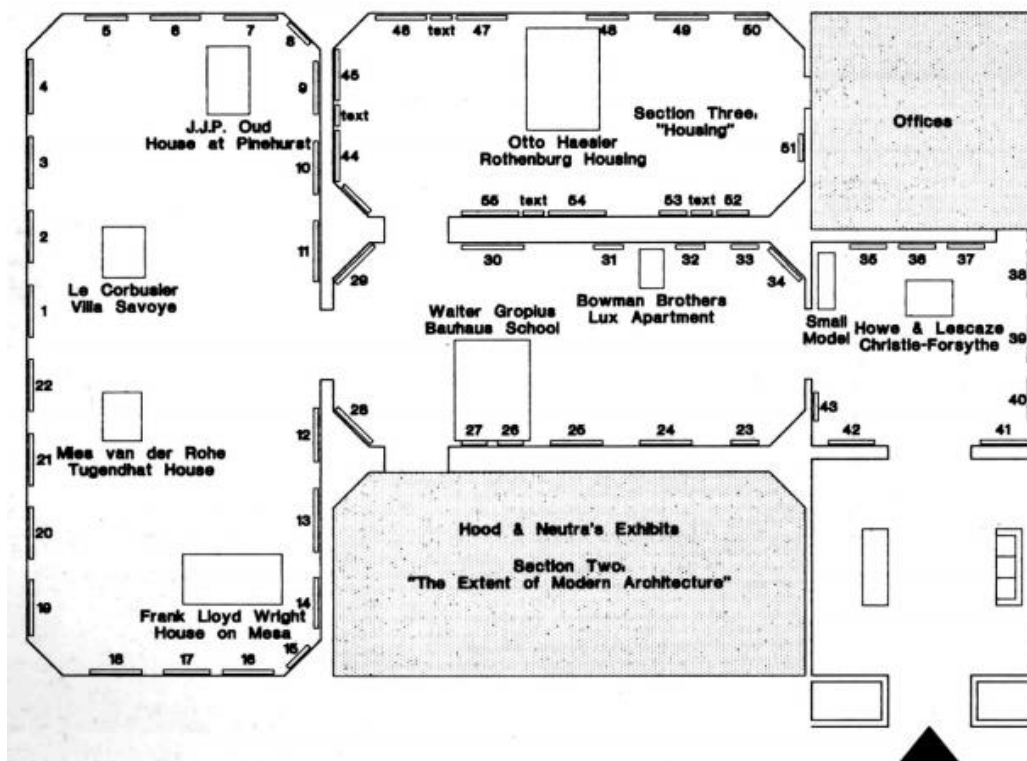 5
6
7
8
4
9
3
10
2
11
1
22
12
21
20
13
19
14
18
17
16
15
J.J.P. Oud
House at Pinehurst
Le Corbusier
Villa Savoye
Mies van der Rohe
Tugendhat House
Frank Lloyd Wright
House on Mesa
46
text
47
48
49
50
45
text
44
Otto Haesler
Rothenburg Housing
Section Three:
"Housing"
51
55
text
54
53
text
52
29
30
31
32
33
34
Walter Gropius
Bauhaus School
Bowman Brothers
Lux Apartment
28
27
26
25
24
23
Hood & Neutra's Exhibits
Section Two:
"The Extent of Modern Architecture"
Offices
35
36
37
38
Small
Model
Howe & Lescaze
Christie-Forsythe
39
40
43
42
41